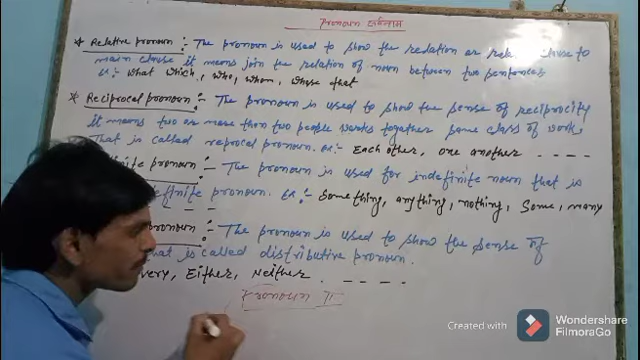 Pronoun सर्वनाम
* Relative pronoun :- The pronoun is used to show the relation or clause to
main clause it means join the relation of noun between two sentences
ex:- what which, who, whom, whose that
* Reciprocal pronoun :- The pronoun is used to show the sense of reciprocity
it means two or more than two people works together same class of work,
That is called reprocal pronoun. ex:- Each other, one another ----
finite pronoun :- The pronoun is used for indefinite noun that is
definite pronoun. ex:- Something, anything, nothing, Some, many
pronoun :- The pronoun is used to show the sense of
that is called distributive pronoun.
very, Either, Neither. ----
Pronoun II
Created with Wondershare FilmoraGo